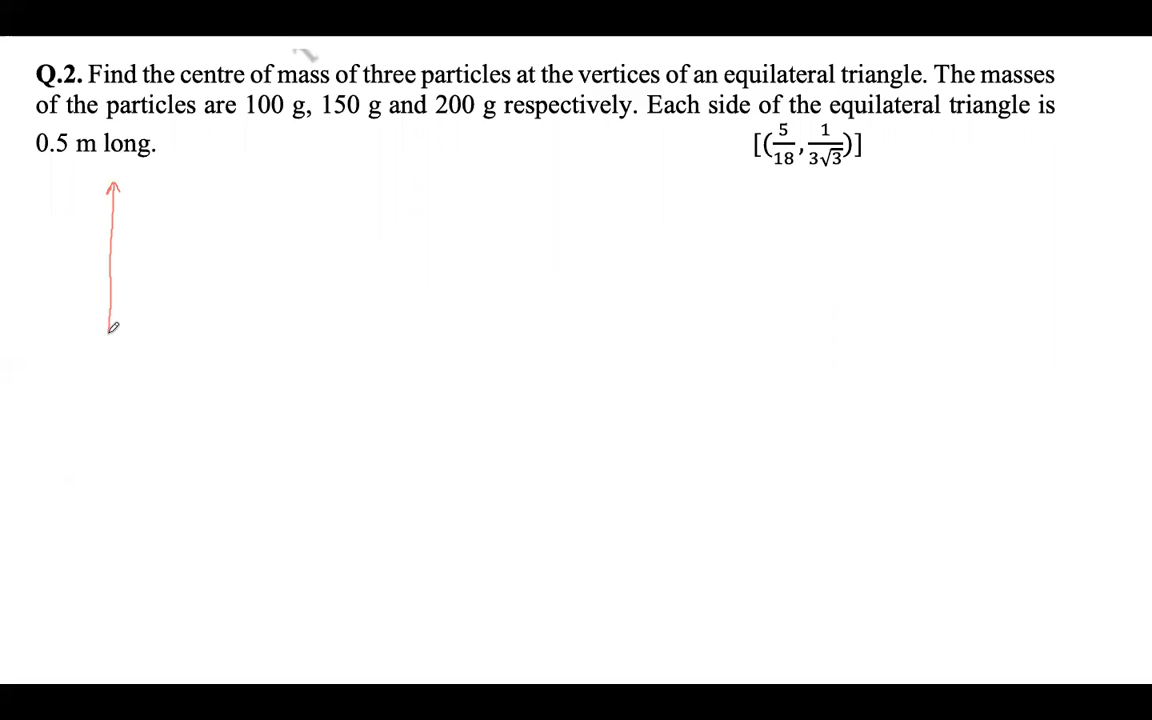 Q.2. Find the centre of mass of three particles at the vertices of an equilateral triangle. The masses
of the particles are 100 g, 150 g and 200 g respectively. Each side of the equilateral triangle is
0.5 m long. [(5/18, 1/3√3)]